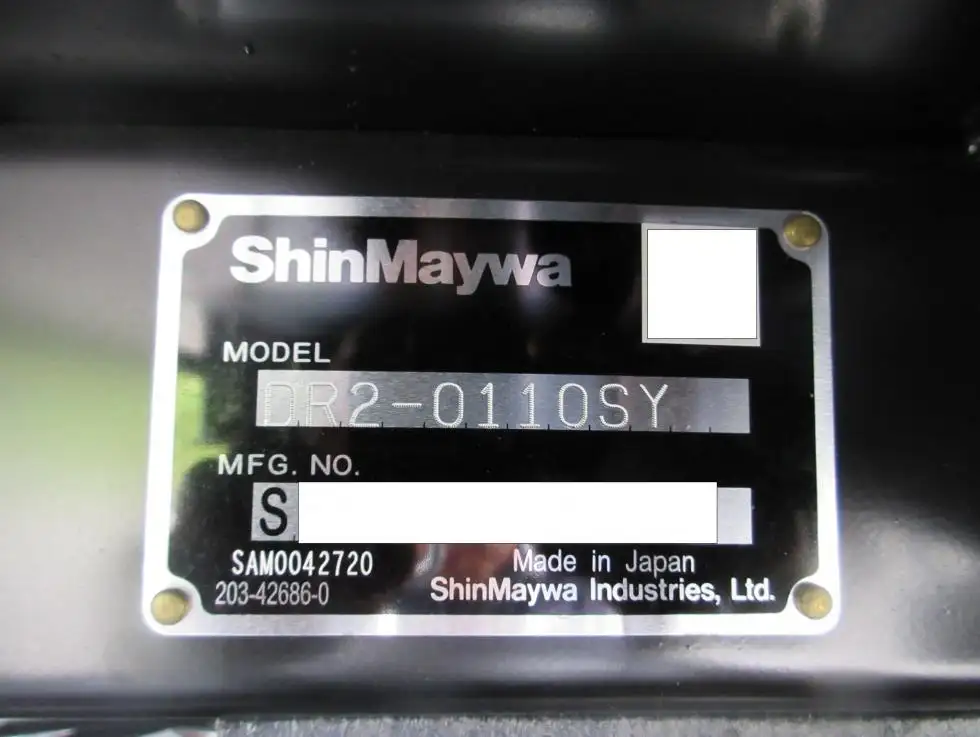 ShinMaywa
MODEL
DR2-0110SY
MFG. NO.
S
SAM0042720
Made in Japan
203-42686-0
ShinMaywa Industries, Ltd.